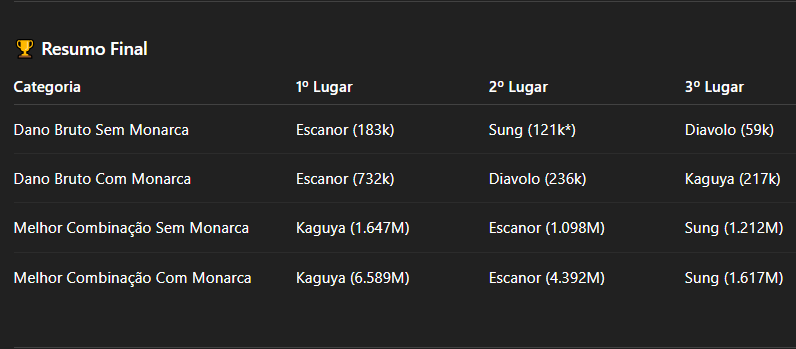 🏆 Resumo Final
Categoria 1º Lugar 2º Lugar 3º Lugar
Dano Bruto Sem Monarca Escanor (183k) Sung (121k*) Diavolo (59k)
Dano Bruto Com Monarca Escanor (732k) Diavolo (236k) Kaguya (217k)
Melhor Combinação Sem Monarca Kaguya (1.647M) Escanor (1.098M) Sung (1.212M)
Melhor Combinação Com Monarca Kaguya (6.589M) Escanor (4.392M) Sung (1.617M)